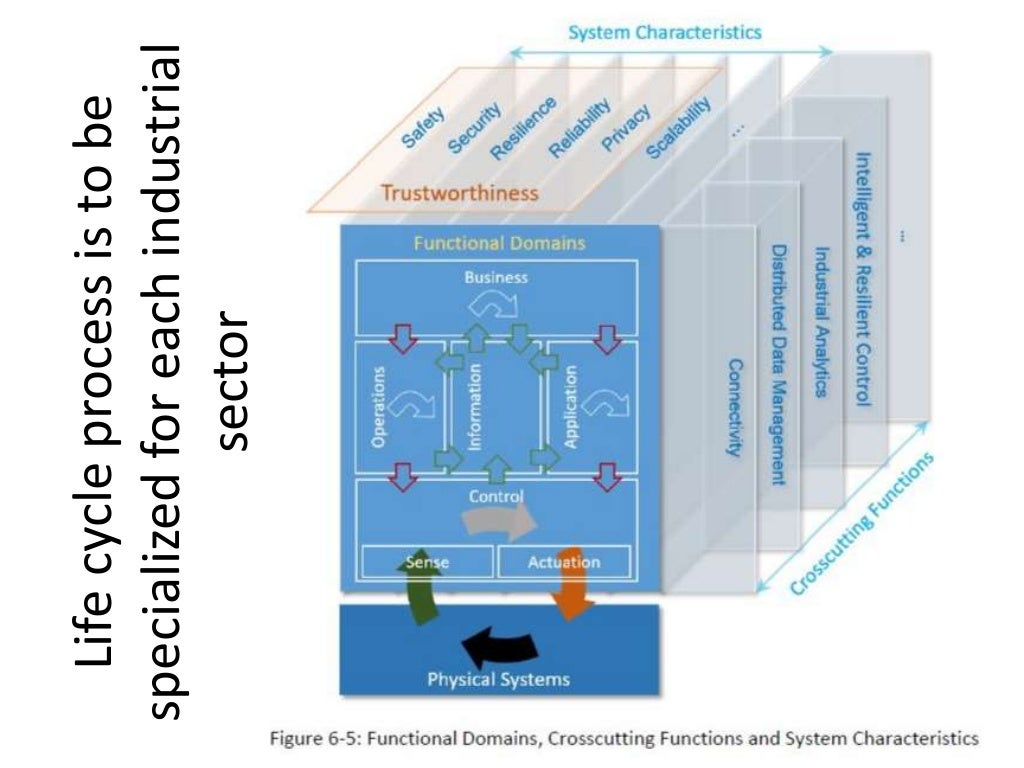 Life cycle process is to be
specialized for each industrial
sector
System Characteristics
Safety
Security
Resilience
Reliability
Privacy
Scalability
...
Trustworthiness
Functional Domains
Business
Operations
Information
Application
Control
Sense
Actuation
Physical Systems
Connectivity
Distributed Data Management
Industrial Analytics
Intelligent & Resilient Control
...
Crosscutting Functions
Figure 6-5: Functional Domains, Crosscutting Functions and System Characteristics